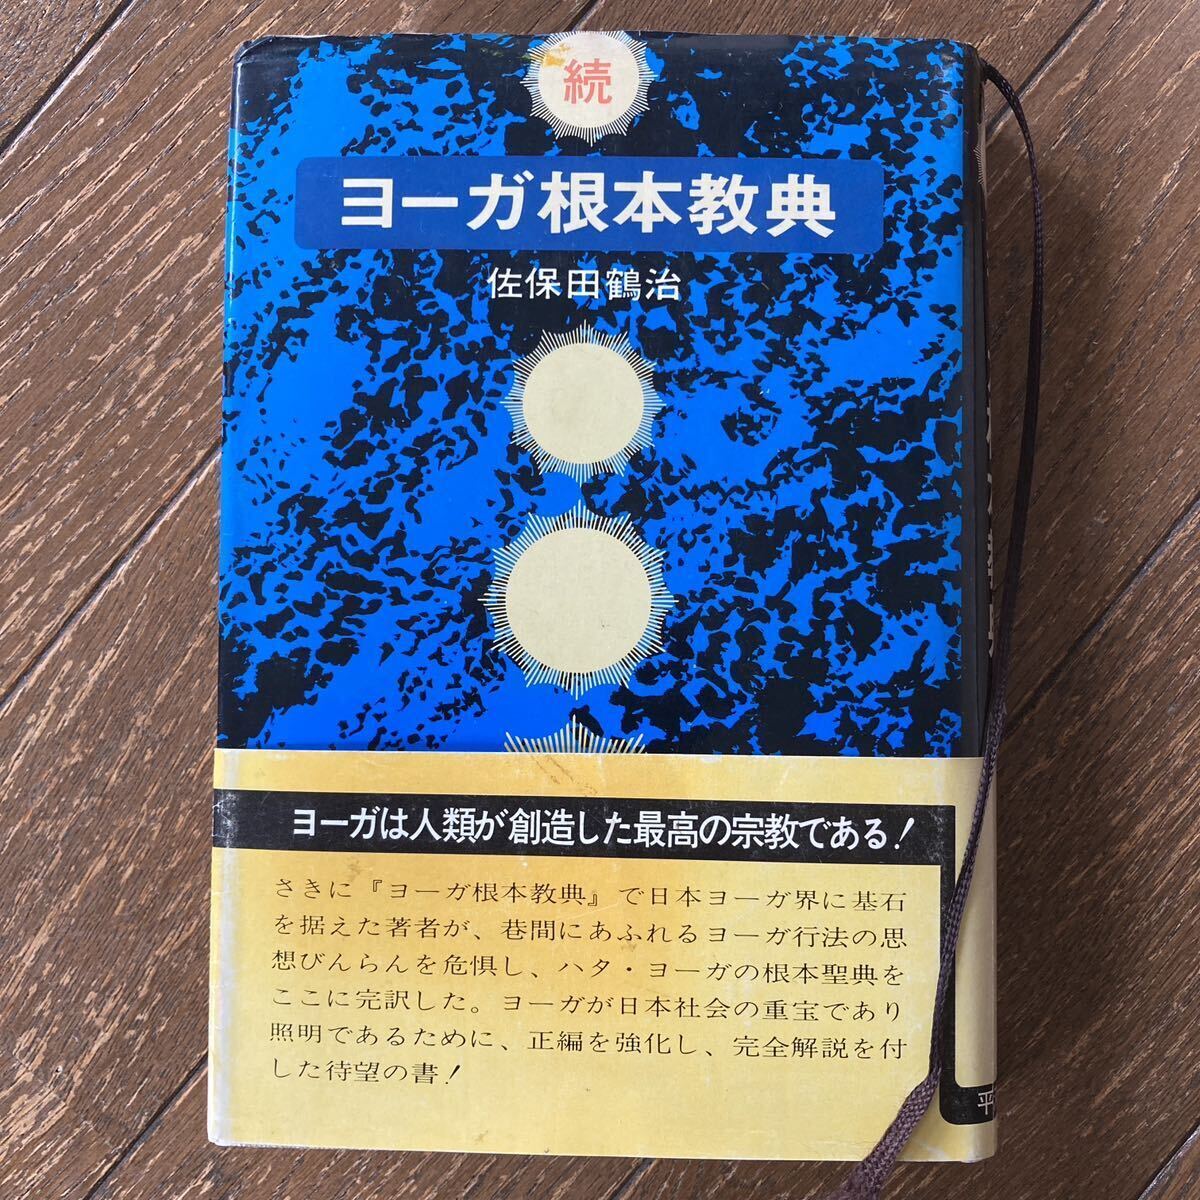 続
ヨーガ根本教典
佐保田鶴治
ヨーガは人類が創造した最高の宗教である!
さきに『ヨーガ根本教典』で日本ヨーガ界に基石
を据えた著者が、巷間にあふれるヨーガ行法の思
想びんらんを危惧し、ハタ・ヨーガの根本聖典を
ここに完訳した。ヨーガが日本社会の重宝であり
照明であるために、正編を強化し、完全解説を付
した待望の書!
平